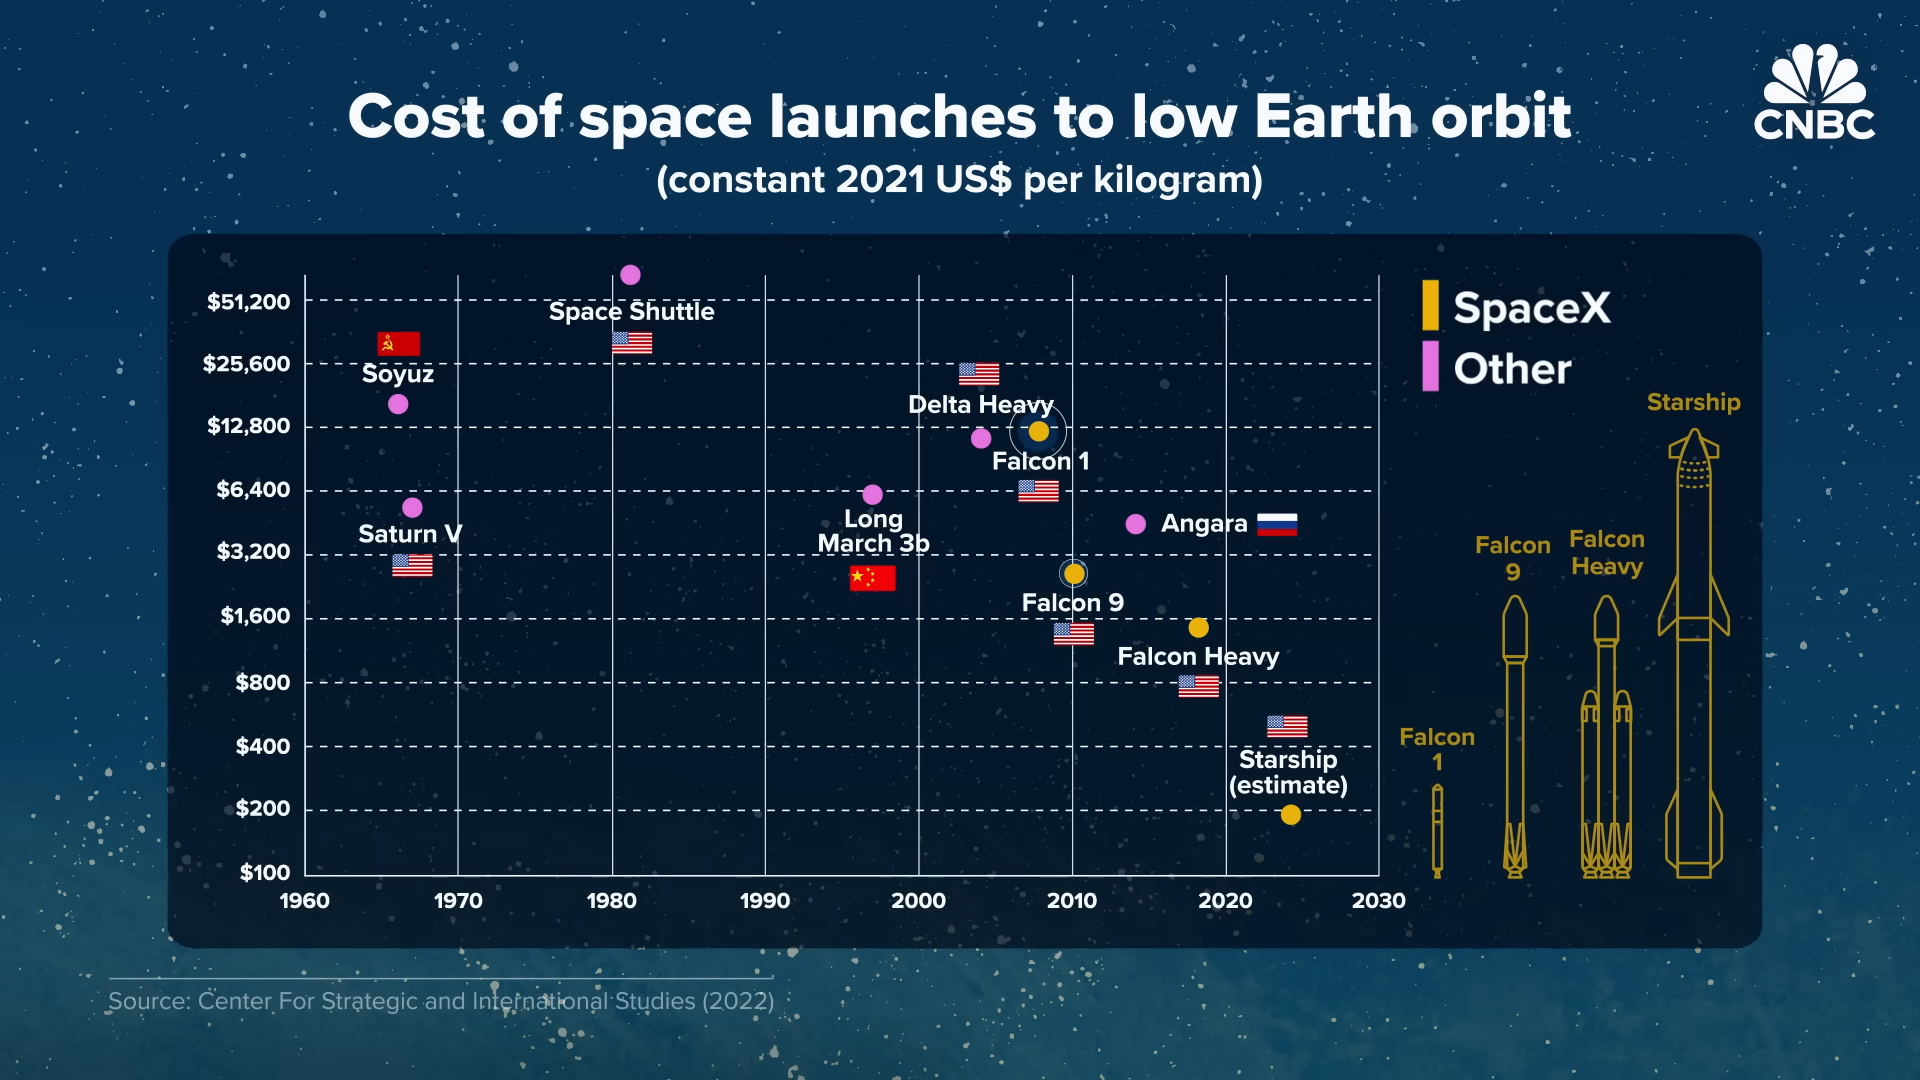 Cost of space launches to low Earth orbit
(constant 2021 US$ per kilogram)
CNBC
$51,200
$25,600
$12,800
$6,400
$3,200
$1,600
$800
$400
$200
$100
1960
1970
1980
1990
2000
2010
2020
2030
Soyuz
Saturn V
Space Shuttle
Long
March 3b
Delta Heavy
Falcon 1
Falcon 9
Angara
Falcon Heavy
Starship
(estimate)
SpaceX
Other
Falcon
1
Falcon
9
Falcon
Heavy
Starship
Source: Center For Strategic and International Studies (2022)